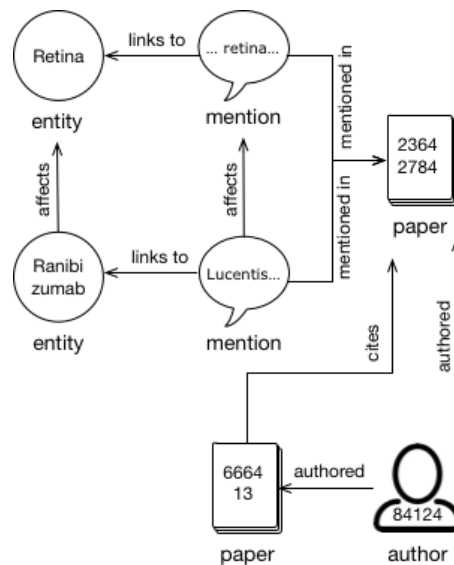 Retina
links to
... retina...
entity
mention
mentioned in
2364
2784
paper
affects
affects
mentioned in
Ranibi
zumab
links to
Lucentis...
entity
mention
cites
authored
6664
13
authored
84124
paper
author